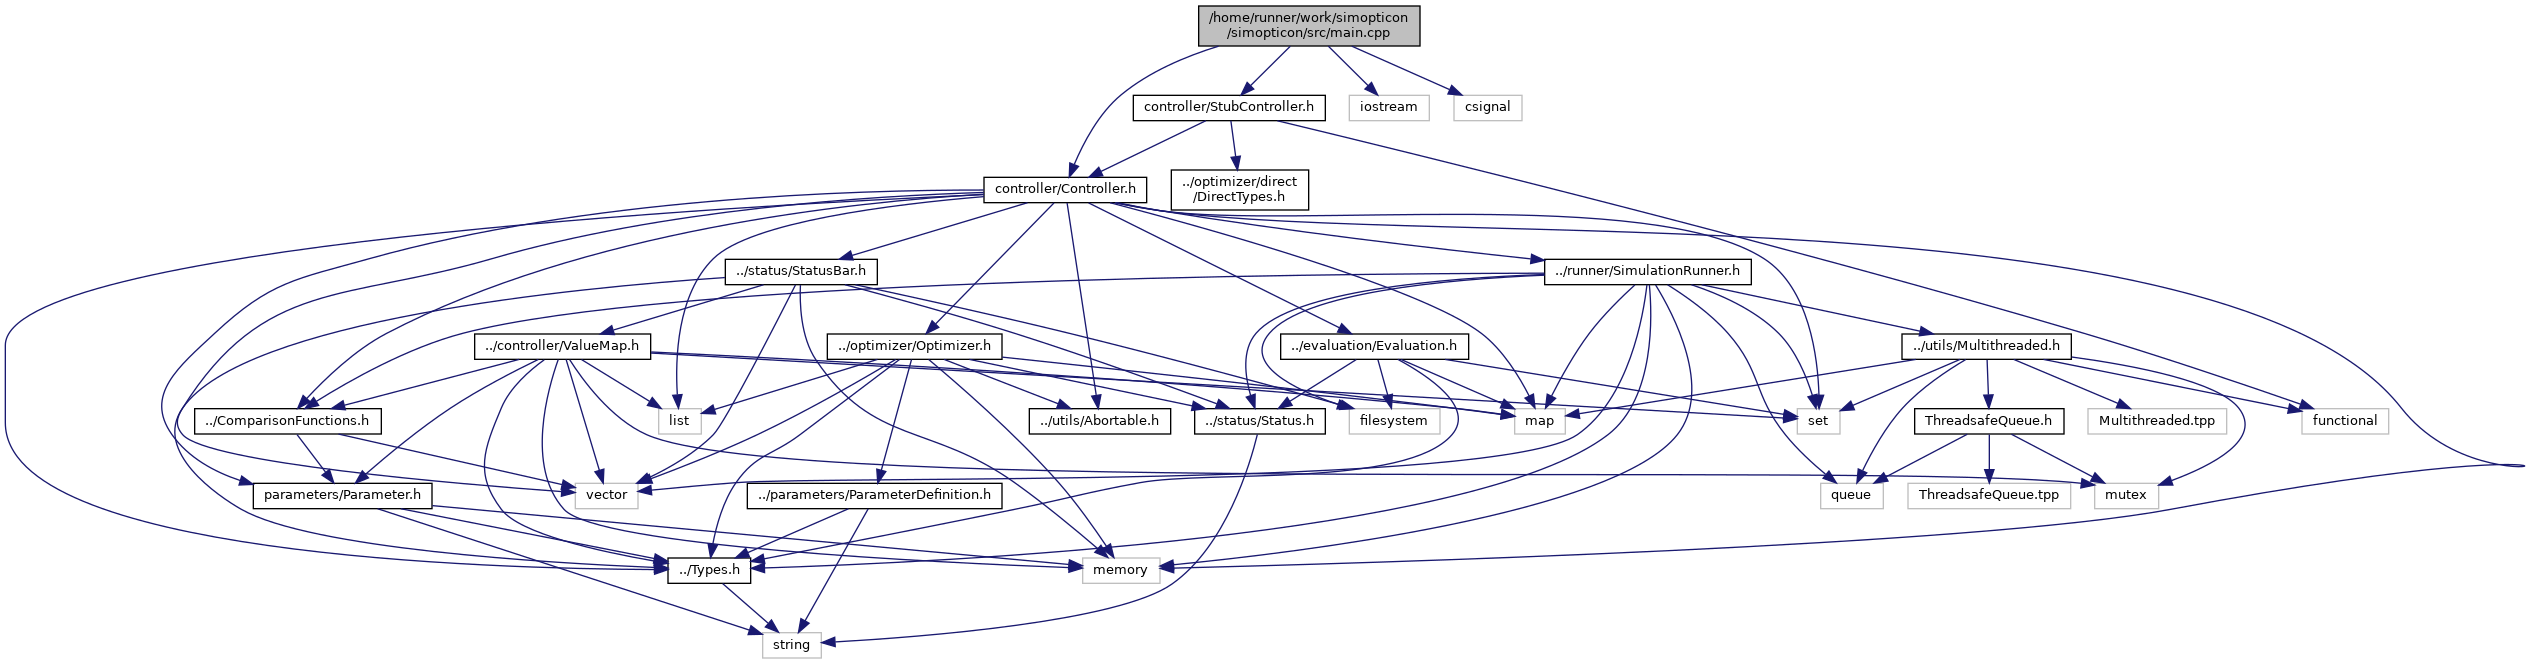 /home/runner/work/simopticon
/simopticon/src/main.cpp
controller/StubController.h
iostream
csignal
controller/Controller.h
../optimizer/direct
/DirectTypes.h
../status/StatusBar.h
../runner/SimulationRunner.h
../controller/ValueMap.h
../optimizer/Optimizer.h
../evaluation/Evaluation.h
../utils/Multithreaded.h
../ComparisonFunctions.h
list
../utils/Abortable.h
../status/Status.h
filesystem
map
set
ThreadsafeQueue.h
Multithreaded.tpp
functional
parameters/Parameter.h
vector
../parameters/ParameterDefinition.h
queue
ThreadsafeQueue.tpp
mutex
../Types.h
memory
string